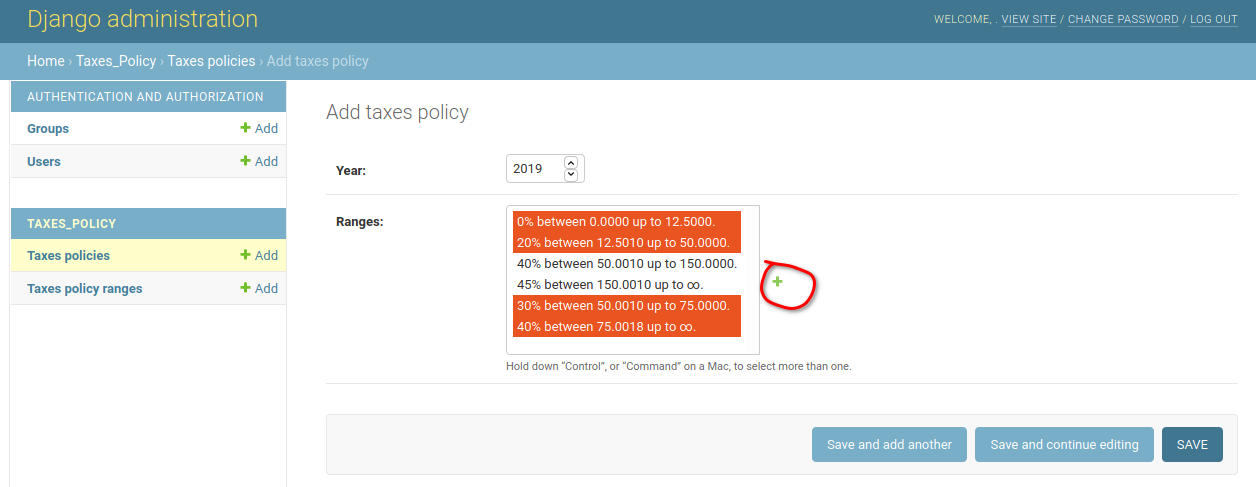 Django administration
WELCOME, . VIEW SITE / CHANGE PASSWORD / LOG OUT
Home › Taxes_Policy › Taxes policies › Add taxes policy
AUTHENTICATION AND AUTHORIZATION
Groups + Add
Users + Add
TAXES_POLICY
Taxes policies + Add
Taxes policy ranges + Add
Add taxes policy
Year: 2019
Ranges:
0% between 0.0000 up to 12.5000.
20% between 12.5010 up to 50.0000.
40% between 50.0010 up to 150.0000.
45% between 150.0010 up to ∞.
30% between 50.0010 up to 75.0000.
40% between 75.0018 up to ∞.
+
Hold down “Control”, or “Command” on a Mac, to select more than one.
Save and add another
Save and continue editing
SAVE